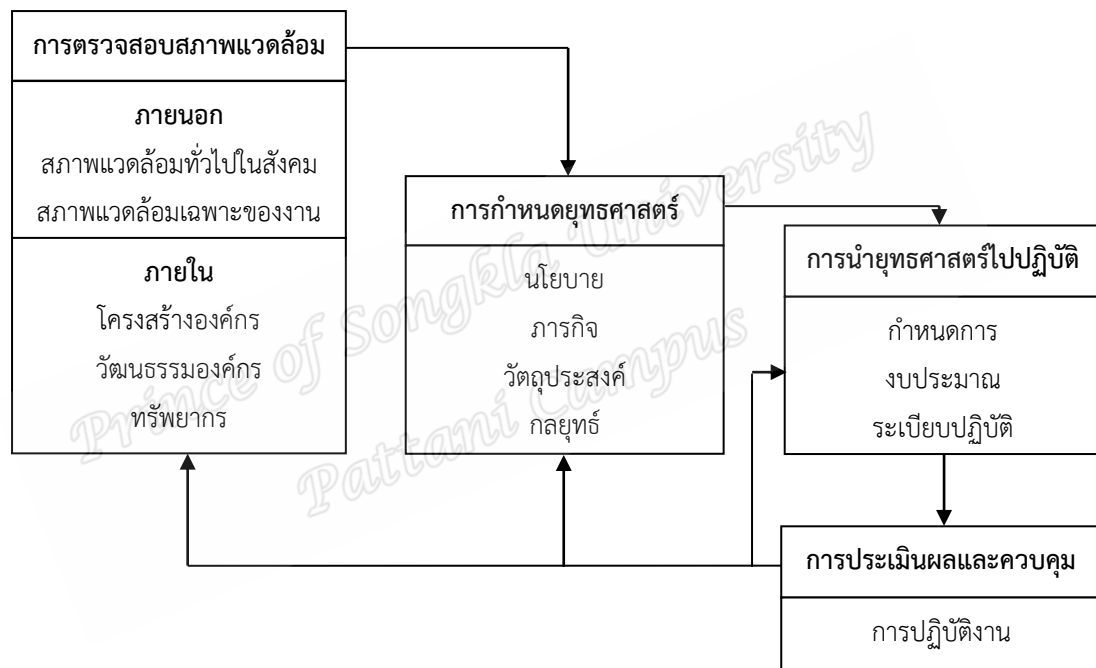 การตรวจสอบสภาพแวดล้อม
ภายนอก
สภาพแวดล้อมทั่วไปในสังคม
สภาพแวดล้อมเฉพาะของงาน
ภายใน
โครงสร้างองค์กร
วัฒนธรรมองค์กร
ทรัพยากร
การกำหนดยุทธศาสตร์
นโยบาย
ภารกิจ
วัตถุประสงค์
กลยุทธ์
การนำยุทธศาสตร์ไปปฏิบัติ
กำหนดการ
งบประมาณ
ระเบียบปฏิบัติ
การประเมินผลและควบคุม
การปฏิบัติงาน
Prince of Songkla University
Pattani Campus